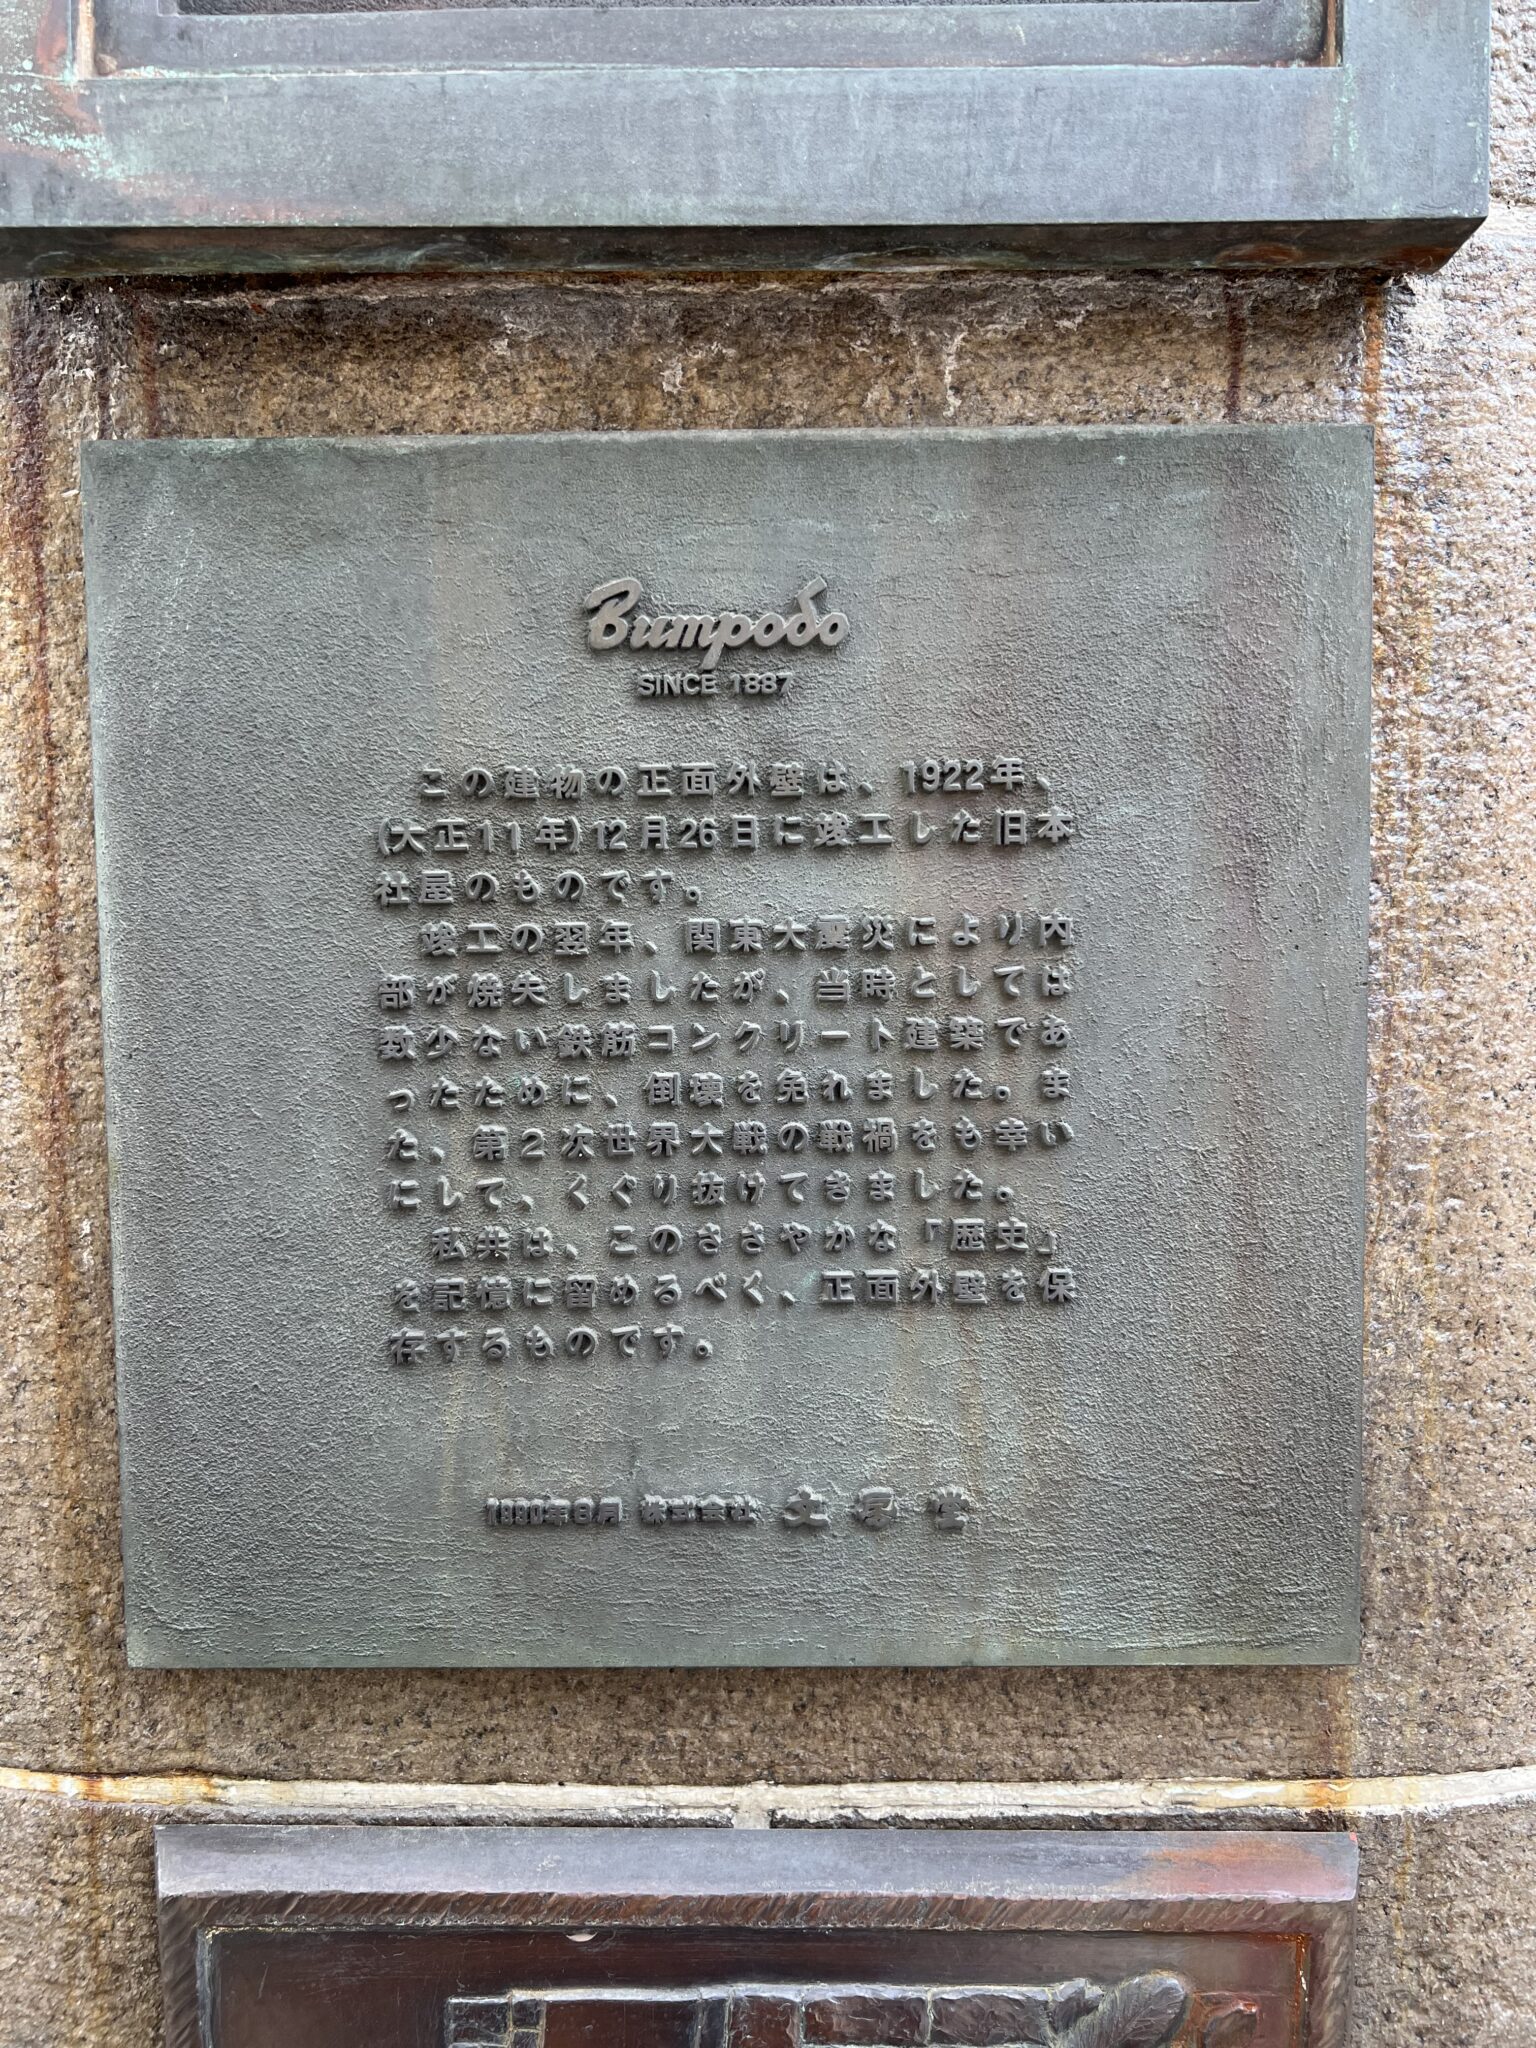 Bumpodo
SINCE 1887
この建物の正面外壁は、1922年、
(大正11年)12月26日に竣工した旧本
社屋のものです。
竣工の翌年、関東大震災により内
部が焼失しましたが、当時としては
数少ない鉄筋コンクリート建築であ
ったために、倒壊を免れました。ま
た、第2次世界大戦の戦禍をも幸い
にして、くぐり抜けてきました。
私共は、このささやかな「歴史」
を記憶に留めるべく、正面外壁を保
存するものです。
1990年8月 株式会社 文房堂